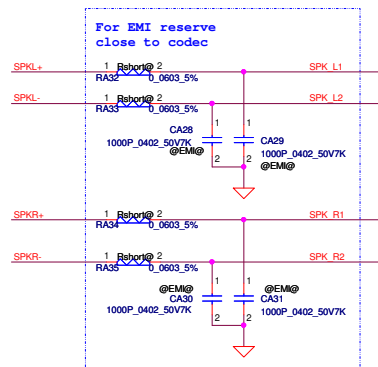 For EMI reserve
close to codec
SPKL+ 1 Rshort@ 2 SPK_L1
RA32 0_0603_5%
SPKL- 1 Rshort@ 2 SPK_L2
RA33 0_0603_5%
1 1
CA28 CA29
1000P_0402_50V7K 1000P_0402_50V7K
@EMI@ 2 2 @EMI@
SPKR+ 1 Rshort@ 2 SPK_R1
RA34 0_0603_5%
SPKR- 1 Rshort@ 2 SPK_R2
RA35 0_0603_5%
1 1
@EMI@ @EMI@
CA30 CA31
1000P_0402_50V7K 1000P_0402_50V7K
2 2